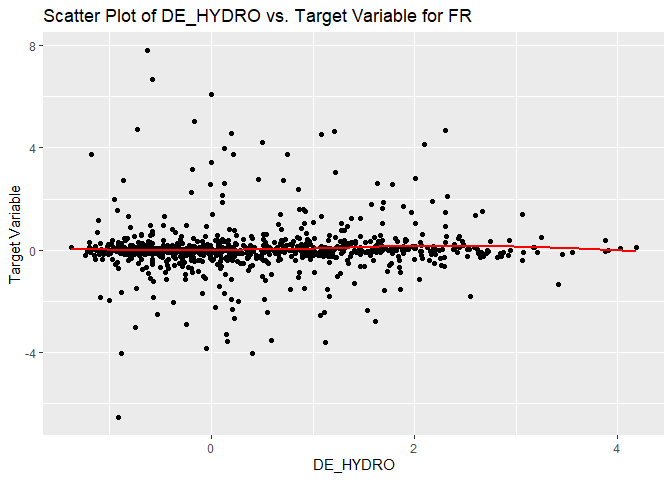 Scatter Plot of DE_HYDRO vs. Target Variable for FR
8
4
0
-4
Target Variable
0
2
4
DE_HYDRO